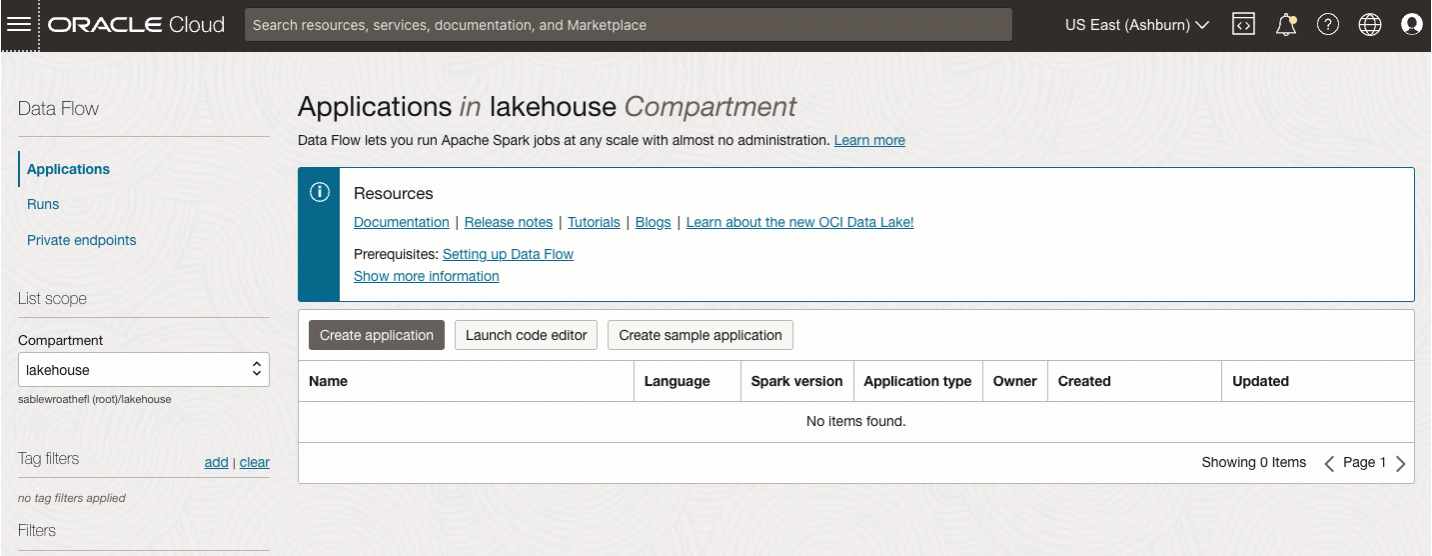 ORACLE Cloud
Search resources, services, documentation, and Marketplace
US East (Ashburn)
Data Flow
Applications
Runs
Private endpoints
List scope
Compartment
lakehouse
sablewroathefl (root)/lakehouse
Tag filters
add | clear
no tag filters applied
Filters
Applications in lakehouse Compartment
Data Flow lets you run Apache Spark jobs at any scale with almost no administration. Learn more
Resources
Documentation | Release notes | Tutorials | Blogs | Learn about the new OCI Data Lake!
Prerequisites: Setting up Data Flow
Show more information
Create application Launch code editor Create sample application
Name Language Spark version Application type Owner Created Updated
No items found.
Showing 0 Items Page 1